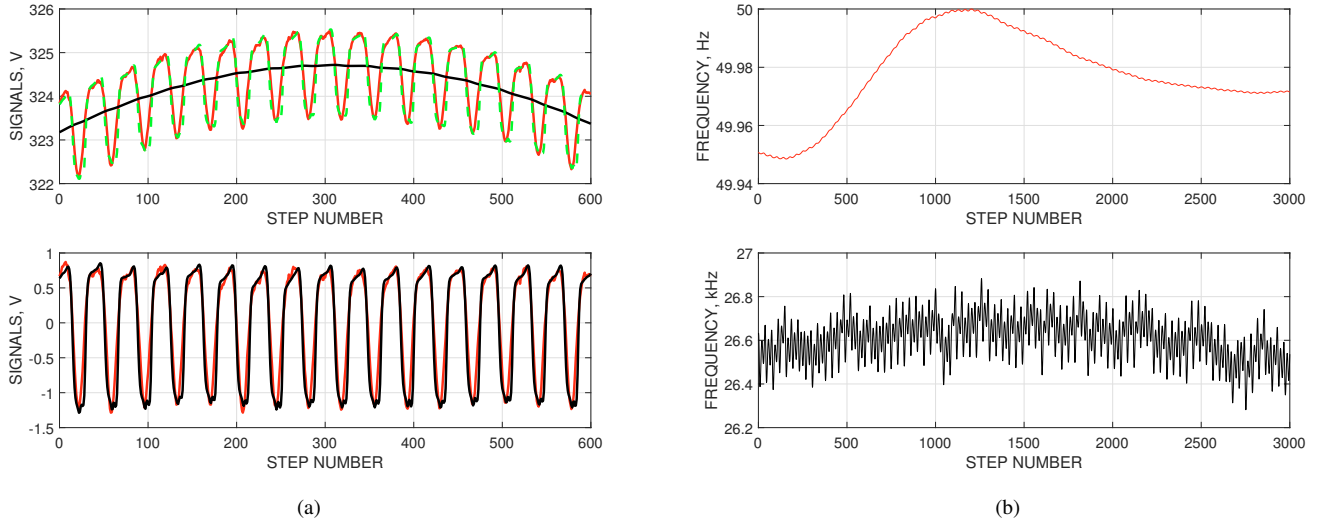 326
325
324
323
322
SIGNALS, V
0 100 200 300 400 500 600
STEP NUMBER
1
0.5
0
-0.5
-1
-1.5
SIGNALS, V
0 100 200 300 400 500 600
STEP NUMBER
(a)
50
49.98
49.96
49.94
FREQUENCY, Hz
0 500 1000 1500 2000 2500 3000
STEP NUMBER
27
26.8
26.6
26.4
26.2
FREQUENCY, kHz
0 500 1000 1500 2000 2500 3000
STEP NUMBER
(b)